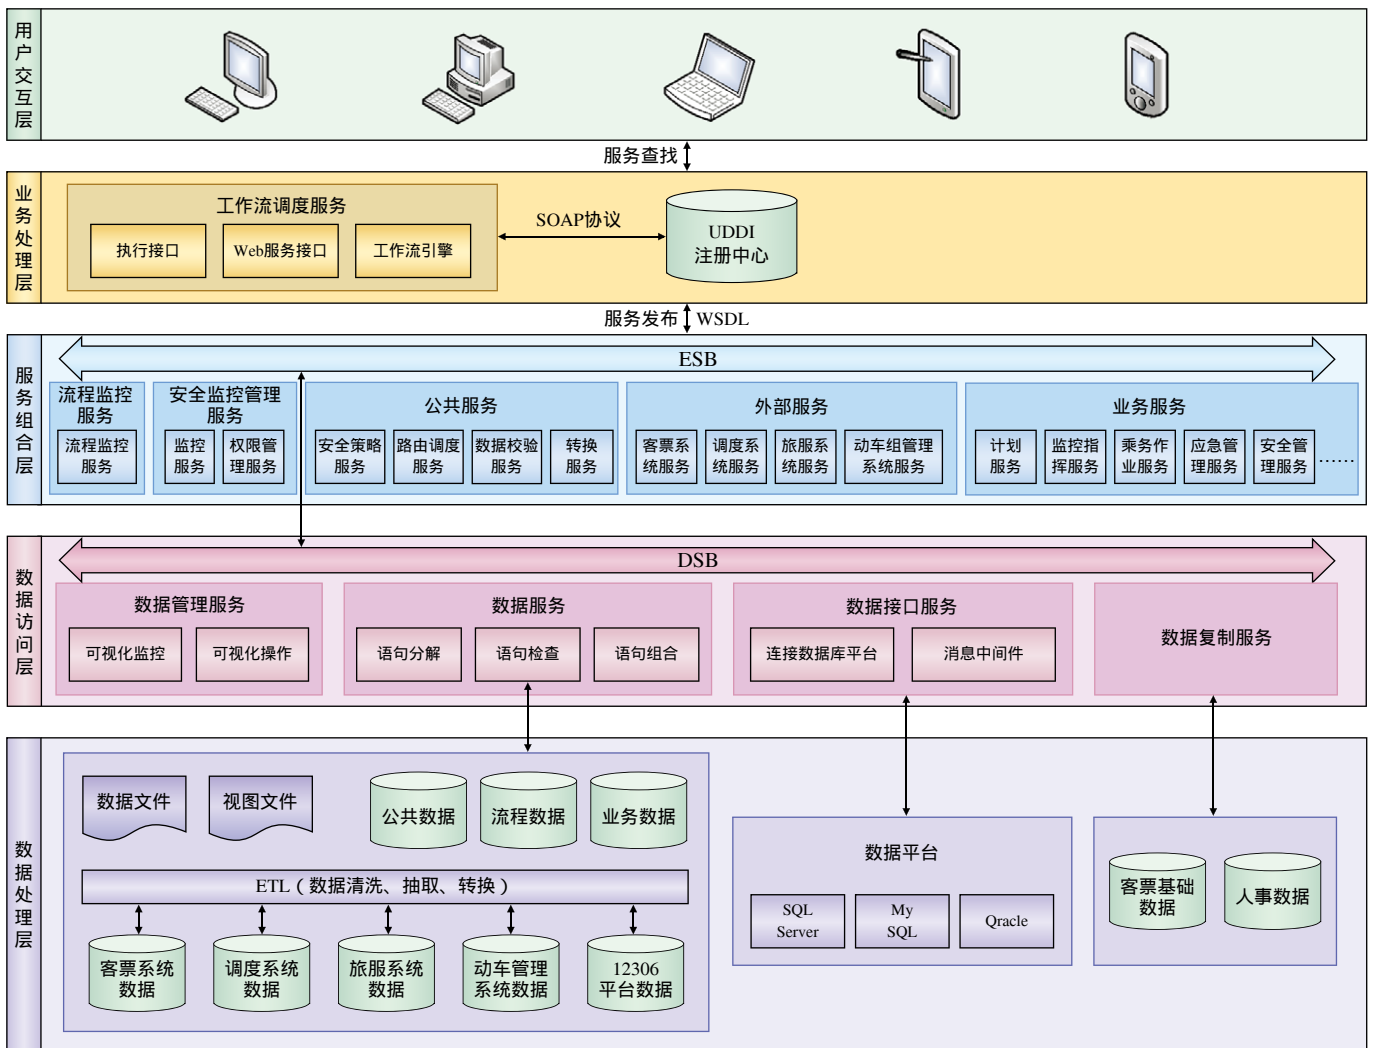 用户交互层
服务查找
业务处理层
工作流调度服务
执行接口
Web服务接口
工作流引擎
SOAP协议
UDDI
注册中心
服务发布
WSDL
服务组合层
ESB
流程监控
服务
流程监控
服务
安全监控管理
服务
监控
服务
权限管
理服务
公共服务
安全策略
服务
路由调度
服务
数据校验
服务
转换
服务
外部服务
客票系
统服务
调度系
统服务
旅服系
统服务
动车组管理
系统服务
业务服务
计划
服务
监控指
挥服务
乘务作
业服务
应急管
理服务
安全管
理服务
……
数据访问层
DSB
数据管理服务
可视化监控
可视化操作
数据服务
语句分解
语句检查
语句组合
数据接口服务
连接数据库平台
消息中间件
数据复制服务
数据处理层
数据文件
视图文件
公共数据
流程数据
业务数据
ETL（数据清洗、抽取、转换）
客票系统
数据
调度系统
数据
旅服系统
数据
动车管理
系统数据
12306
平台数据
数据平台
SQL
Server
My
SQL
Qracle
客票基础
数据
人事数据